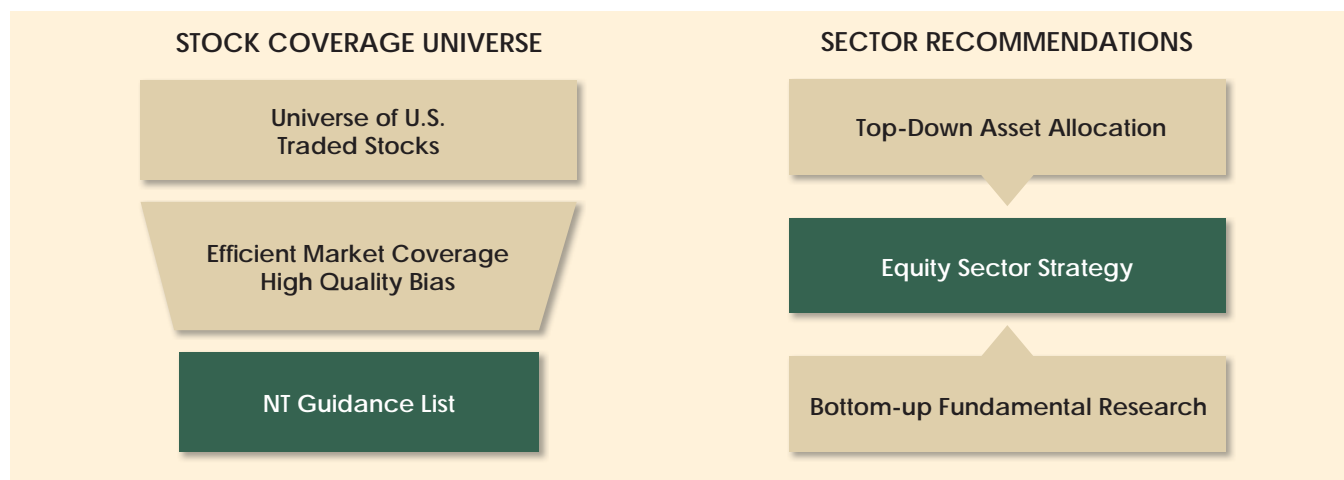 STOCK COVERAGE UNIVERSE
Universe of U.S.
Traded Stocks
Efficient Market Coverage
High Quality Bias
NT Guidance List
SECTOR RECOMMENDATIONS
Top-Down Asset Allocation
Equity Sector Strategy
Bottom-up Fundamental Research